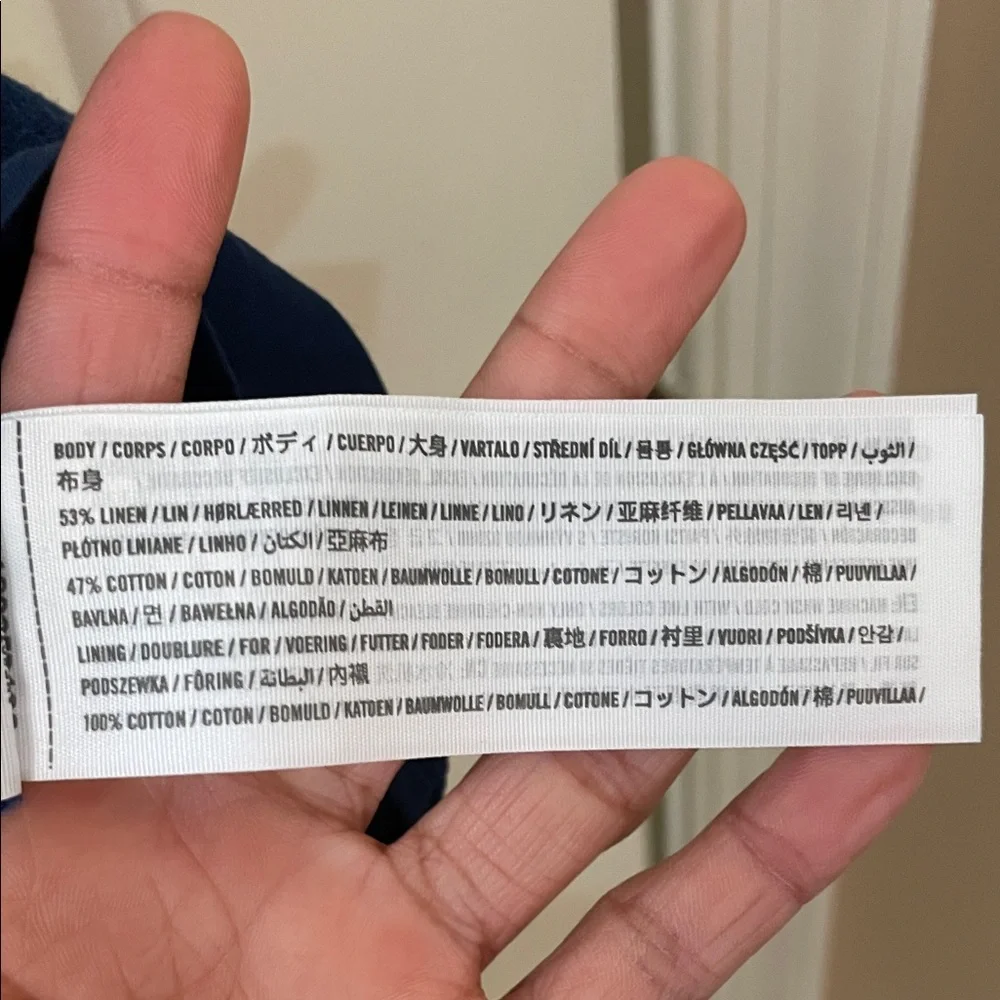 BODY / CORPS / CORPO / ボディ / CUERPO / 大身 / VARTALO / STŘEDNÍ DÍL / 몸통 / GŁÓWNA CZĘŚĆ / TOPP / الثوب /
布身
53% LINEN / LIN / HØRLÆRRED / LINNEN / LEINEN / LINNE / LINO / リネン / 亚麻纤维 / PELLAVAA / LEN / 리넨 /
PŁÓTNO LNIANE / LINHO / الكتان / 亞麻布
47% COTTON / COTON / BOMULD / KATOEN / BAUMWOLLE / BOMULL / COTONE / コットン / ALGODÓN / 棉 / PUUVILLAA /
BAVLNA / 면 / BAWEŁNA / ALGODÃO / القطن
LINING / DOUBLURE / FOR / VOERING / FUTTER / FODER / FODERA / 裏地 / FORRO / 衬里 / VUORI / PODŠÍVKA / 안감 /
PODSZEWKA / FÔRING / البطانة / 內襯
100% COTTON / COTON / BOMULD / KATOEN / BAUMWOLLE / BOMULL / COTONE / コットン / ALGODÓN / 棉 / PUUVILLAA /